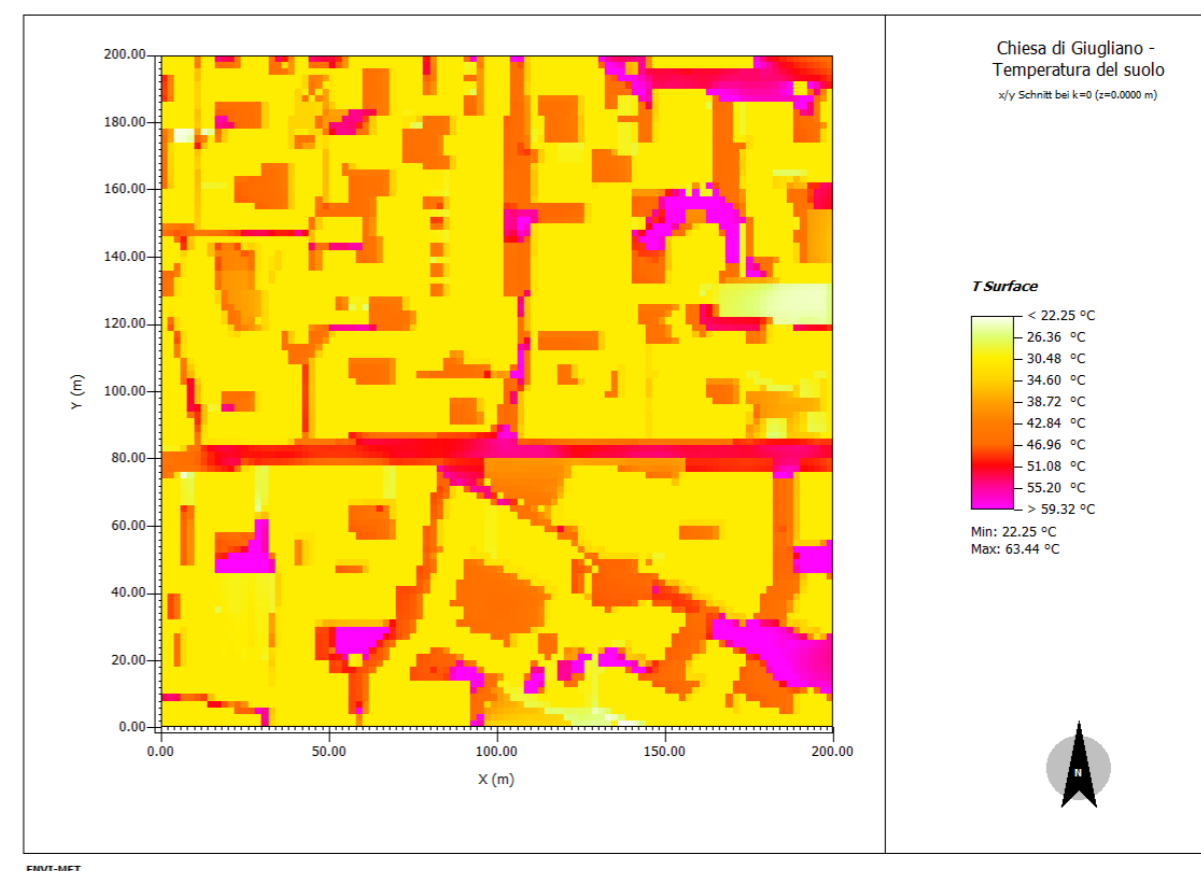 Chiesa di Giugliano -
Temperatura del suolo
x/y Schnitt bei k=0 (z=0.0000 m)
200.00
180.00
160.00
140.00
120.00
100.00
80.00
60.00
40.00
20.00
0.00
Y (m)
0.00 50.00 100.00 150.00 200.00
X (m)
T Surface
< 22.25 °C
26.36 °C
30.48 °C
34.60 °C
38.72 °C
42.84 °C
46.96 °C
51.08 °C
55.20 °C
> 59.32 °C
Min: 22.25 °C
Max: 63.44 °C
N
ENVI-MET